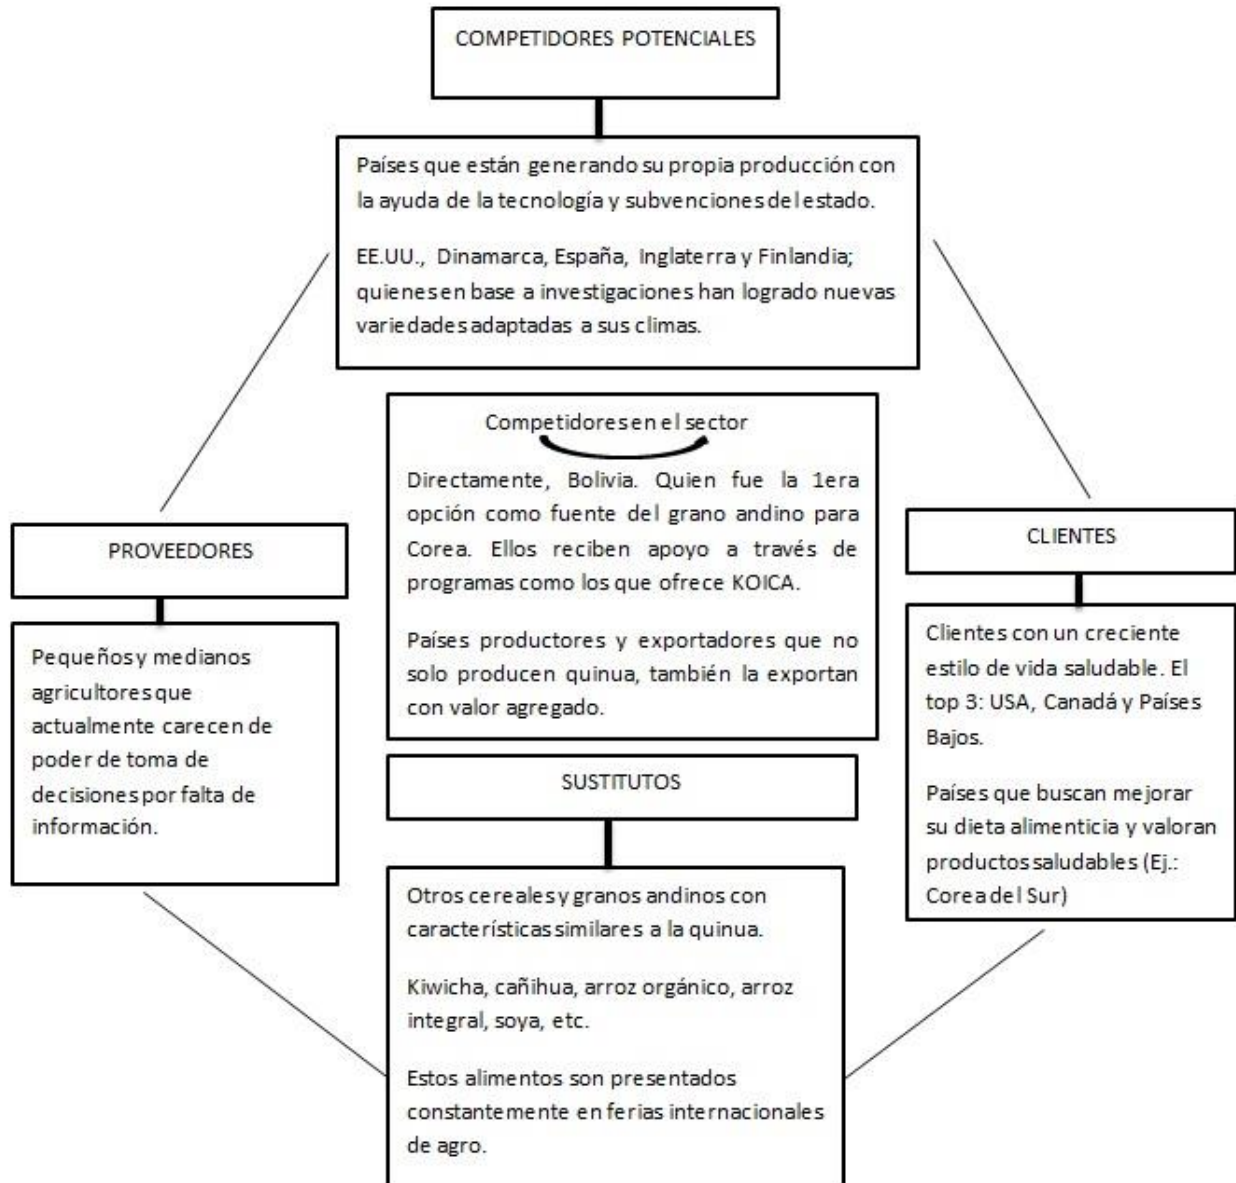 COMPETIDORES POTENCIALES
Países que están generando su propia producción con
la ayuda de la tecnología y subvenciones del estado.
EE.UU., Dinamarca, España, Inglaterra y Finlandia;
quienes en base a investigaciones han logrado nuevas
variedades adaptadas a sus climas.
Competidores en el sector
Directamente, Bolivia. Quien fue la 1era
opción como fuente del grano andino para
Corea. Ellos reciben apoyo a través de
programas como los que ofrece KOICA.
Países productores y exportadores que no
solo producen quinua, también la exportan
con valor agregado.
PROVEEDORES
Pequeños y medianos
agricultores que
actualmente carecen de
poder de toma de
decisiones por falta de
información.
CLIENTES
Clientes con un creciente
estilo de vida saludable. El
top 3: USA, Canadá y Países
Bajos.
Países que buscan mejorar
su dieta alimenticia y valoran
productos saludables (Ej.:
Corea del Sur)
SUSTITUTOS
Otros cereales y granos andinos con
características similares a la quinua.
Kiwicha, cañihua, arroz orgánico, arroz
integral, soya, etc.
Estos alimentos son presentados
constantemente en ferias internacionales
de agro.